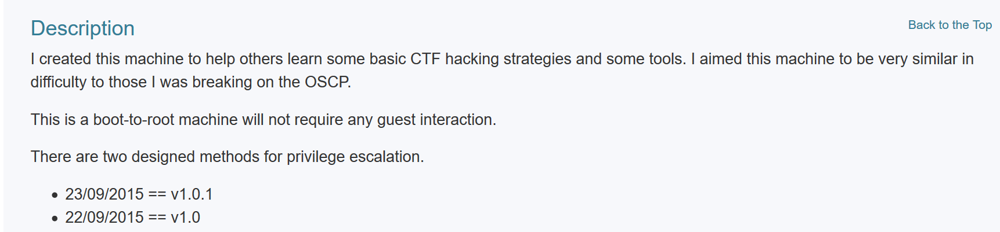 Description
Back to the Top
I created this machine to help others learn some basic CTF hacking strategies and some tools. I aimed this machine to be very similar in
difficulty to those I was breaking on the OSCP.
This is a boot-to-root machine will not require any guest interaction.
There are two designed methods for privilege escalation.
• 23/09/2015 == v1.0.1
• 22/09/2015 == v1.0